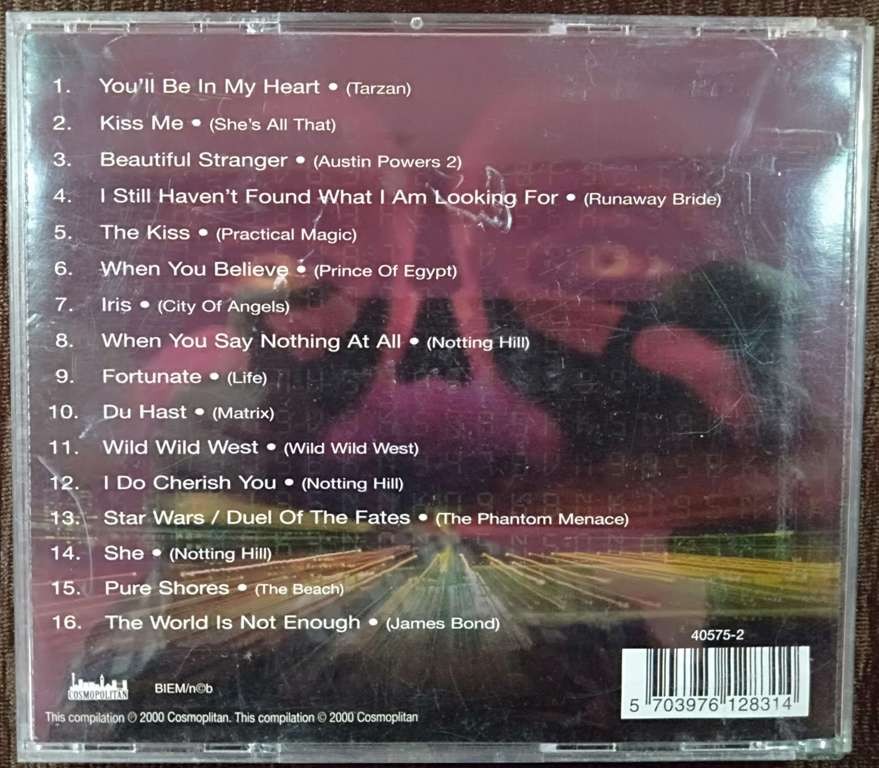 1. You'll Be In My Heart • (Tarzan)
2. Kiss Me • (She's All That)
3. Beautiful Stranger • (Austin Powers 2)
4. I Still Haven't Found What I Am Looking For • (Runaway Bride)
5. The Kiss • (Practical Magic)
6. When You Believe • (Prince Of Egypt)
7. Iris • (City Of Angels)
8. When You Say Nothing At All • (Notting Hill)
9. Fortunate • (Life)
10. Du Hast • (Matrix)
11. Wild Wild West • (Wild Wild West)
12. I Do Cherish You • (Notting Hill)
13. Star Wars / Duel Of The Fates • (The Phantom Menace)
14. She • (Notting Hill)
15. Pure Shores • (The Beach)
16. The World Is Not Enough • (James Bond)
40575-2
COSMOPOLITAN BIEM/n©b
5 703976 128314
This compilation ℗ 2000 Cosmoplitan. This compilation © 2000 Cosmoplitan